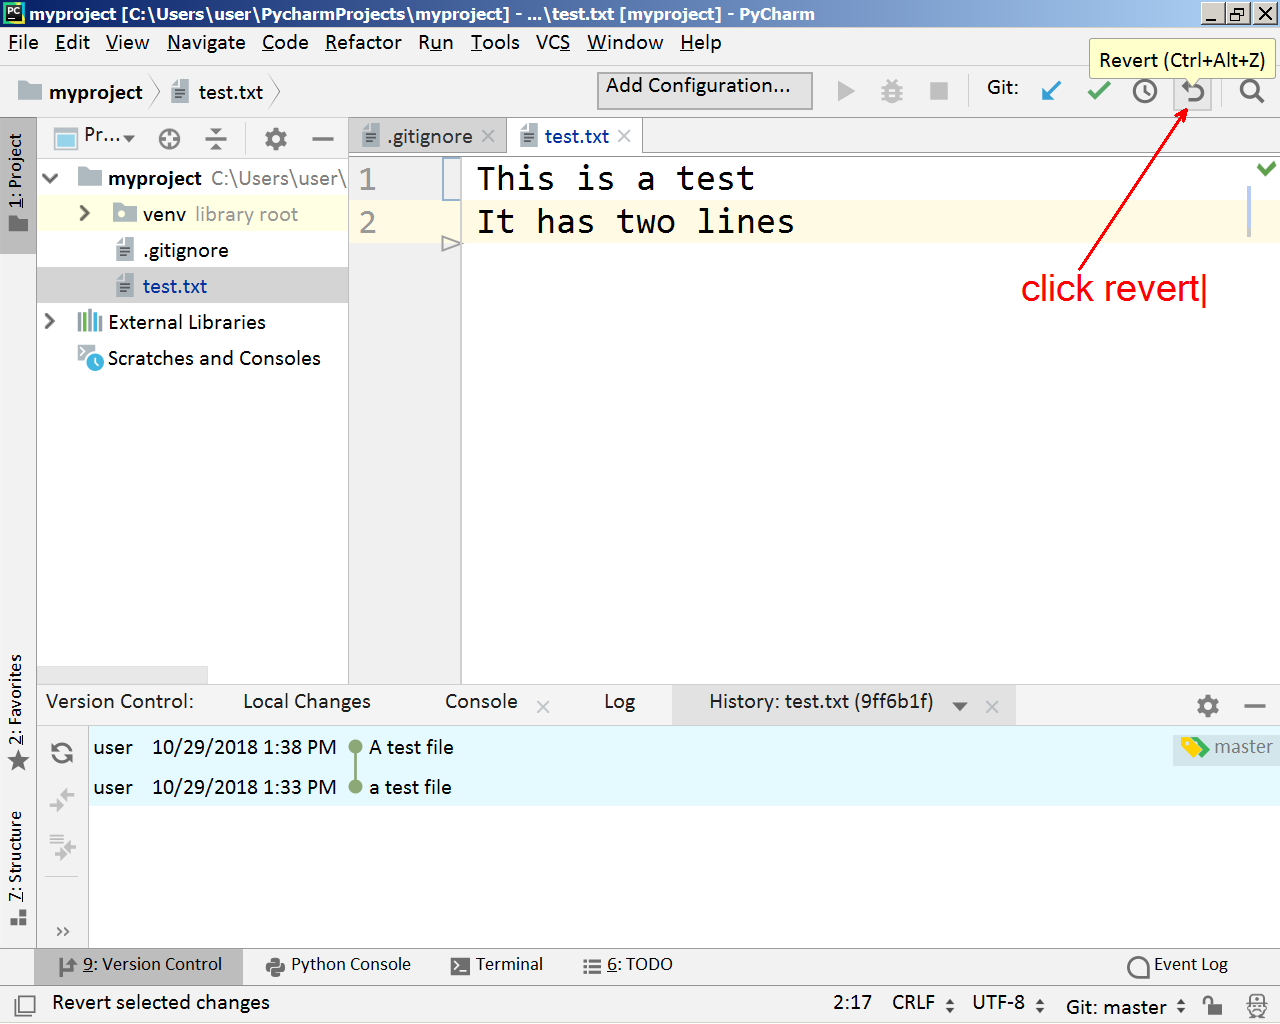 myproject [C:\Users\user\PycharmProjects\myproject] - ...\test.txt [myproject] - PyCharm
File Edit View Navigate Code Refactor Run Tools VCS Window Help
Revert (Ctrl+Alt+Z)
myproject test.txt Add Configuration... Git:
1: Project
Pr...
.gitignore test.txt
myproject C:\Users\user\
venv library root
.gitignore
test.txt
External Libraries
Scratches and Consoles
1 This is a test
2 It has two lines
click revert|
2: Favorites
7: Structure
Version Control: Local Changes Console Log History: test.txt (9ff6b1f)
user 10/29/2018 1:38 PM A test file master
user 10/29/2018 1:33 PM a test file
9: Version Control Python Console Terminal 6: TODO Event Log
Revert selected changes 2:17 CRLF UTF-8 Git: master